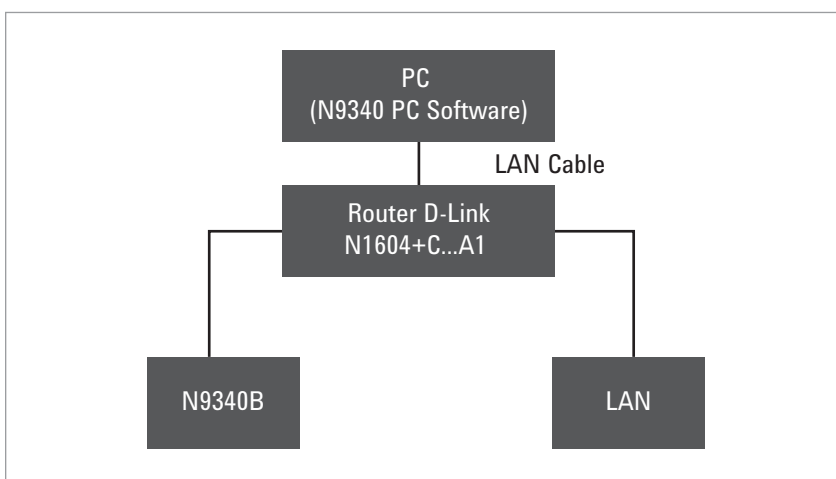 PC
(N9340 PC Software)
LAN Cable
Router D-Link
N1604+C...A1
N9340B
LAN